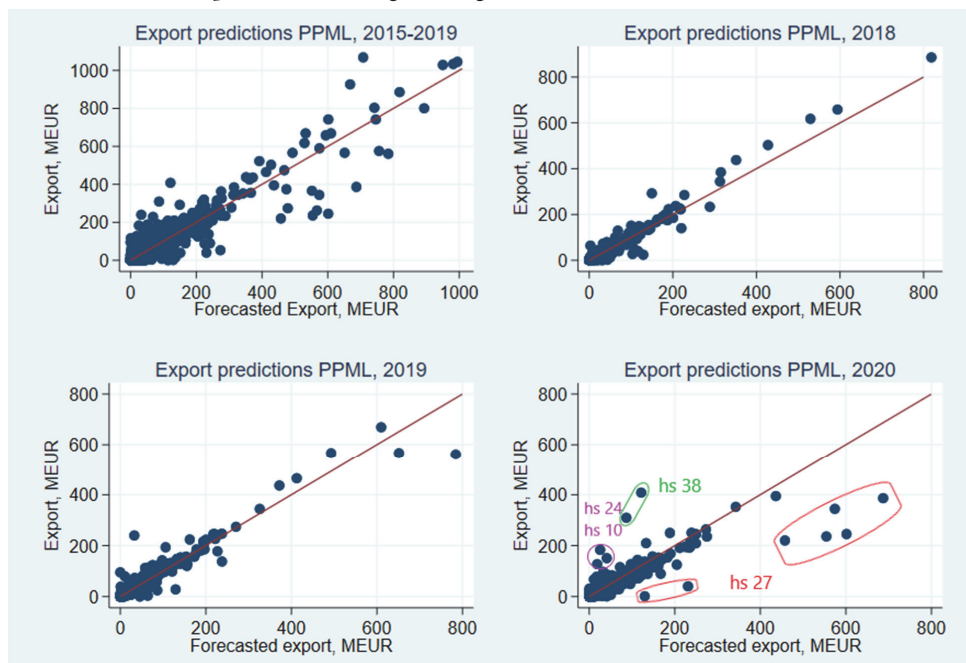 Export predictions PPML, 2015-2019
Export, MEUR
1000
800
600
400
200
0
0 200 400 600 800 1000
Forecasted Export, MEUR
Export predictions PPML, 2018
Export, MEUR
800
600
400
200
0
0 200 400 600 800
Forecasted export, MEUR
Export predictions PPML, 2019
Export, MEUR
800
600
400
200
0
0 200 400 600 800
Forecasted export, MEUR
Export predictions PPML, 2020
Export, MEUR
800
600
400
200
0
hs 38
hs 24
hs 10
hs 27
0 200 400 600 800
Forecasted export, MEUR